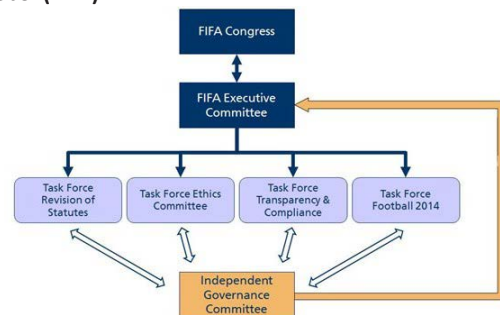 FIFA Congress
FIFA Executive
Committee
Task Force
Revision of
Statutes
Task Force Ethics
Committee
Task Force
Transparency &
Compliance
Task Force
Football 2014
Independent
Governance
Committee